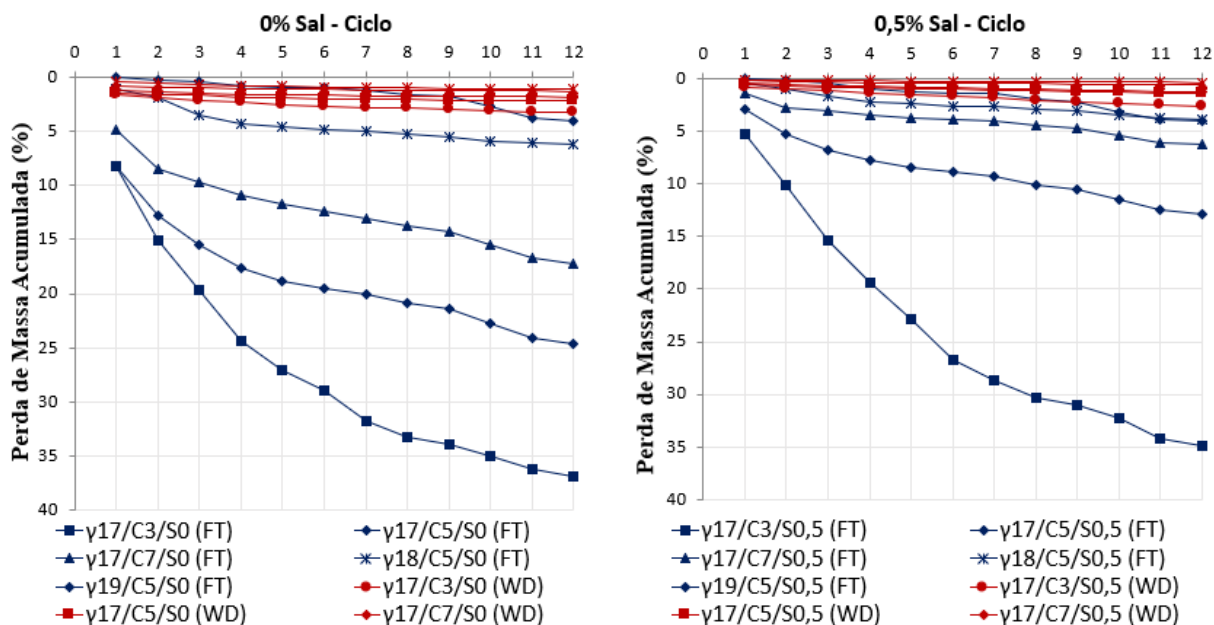 0% Sal - Ciclo
0 1 2 3 4 5 6 7 8 9 10 11 12
0
5
10
15
20
25
30
35
40
Perda de Massa Acumulada (%)
γ17/C3/S0 (FT) γ17/C5/S0 (FT)
γ17/C7/S0 (FT) γ18/C5/S0 (FT)
γ19/C5/S0 (FT) γ17/C3/S0 (WD)
γ17/C5/S0 (WD) γ17/C7/S0 (WD)
0,5% Sal - Ciclo
0 1 2 3 4 5 6 7 8 9 10 11 12
0
5
10
15
20
25
30
35
40
Perda de Massa Acumulada (%)
γ17/C3/S0,5 (FT) γ17/C5/S0,5 (FT)
γ17/C7/S0,5 (FT) γ18/C5/S0,5 (FT)
γ19/C5/S0,5 (FT) γ17/C3/S0,5 (WD)
γ17/C5/S0,5 (WD) γ17/C7/S0,5 (WD)